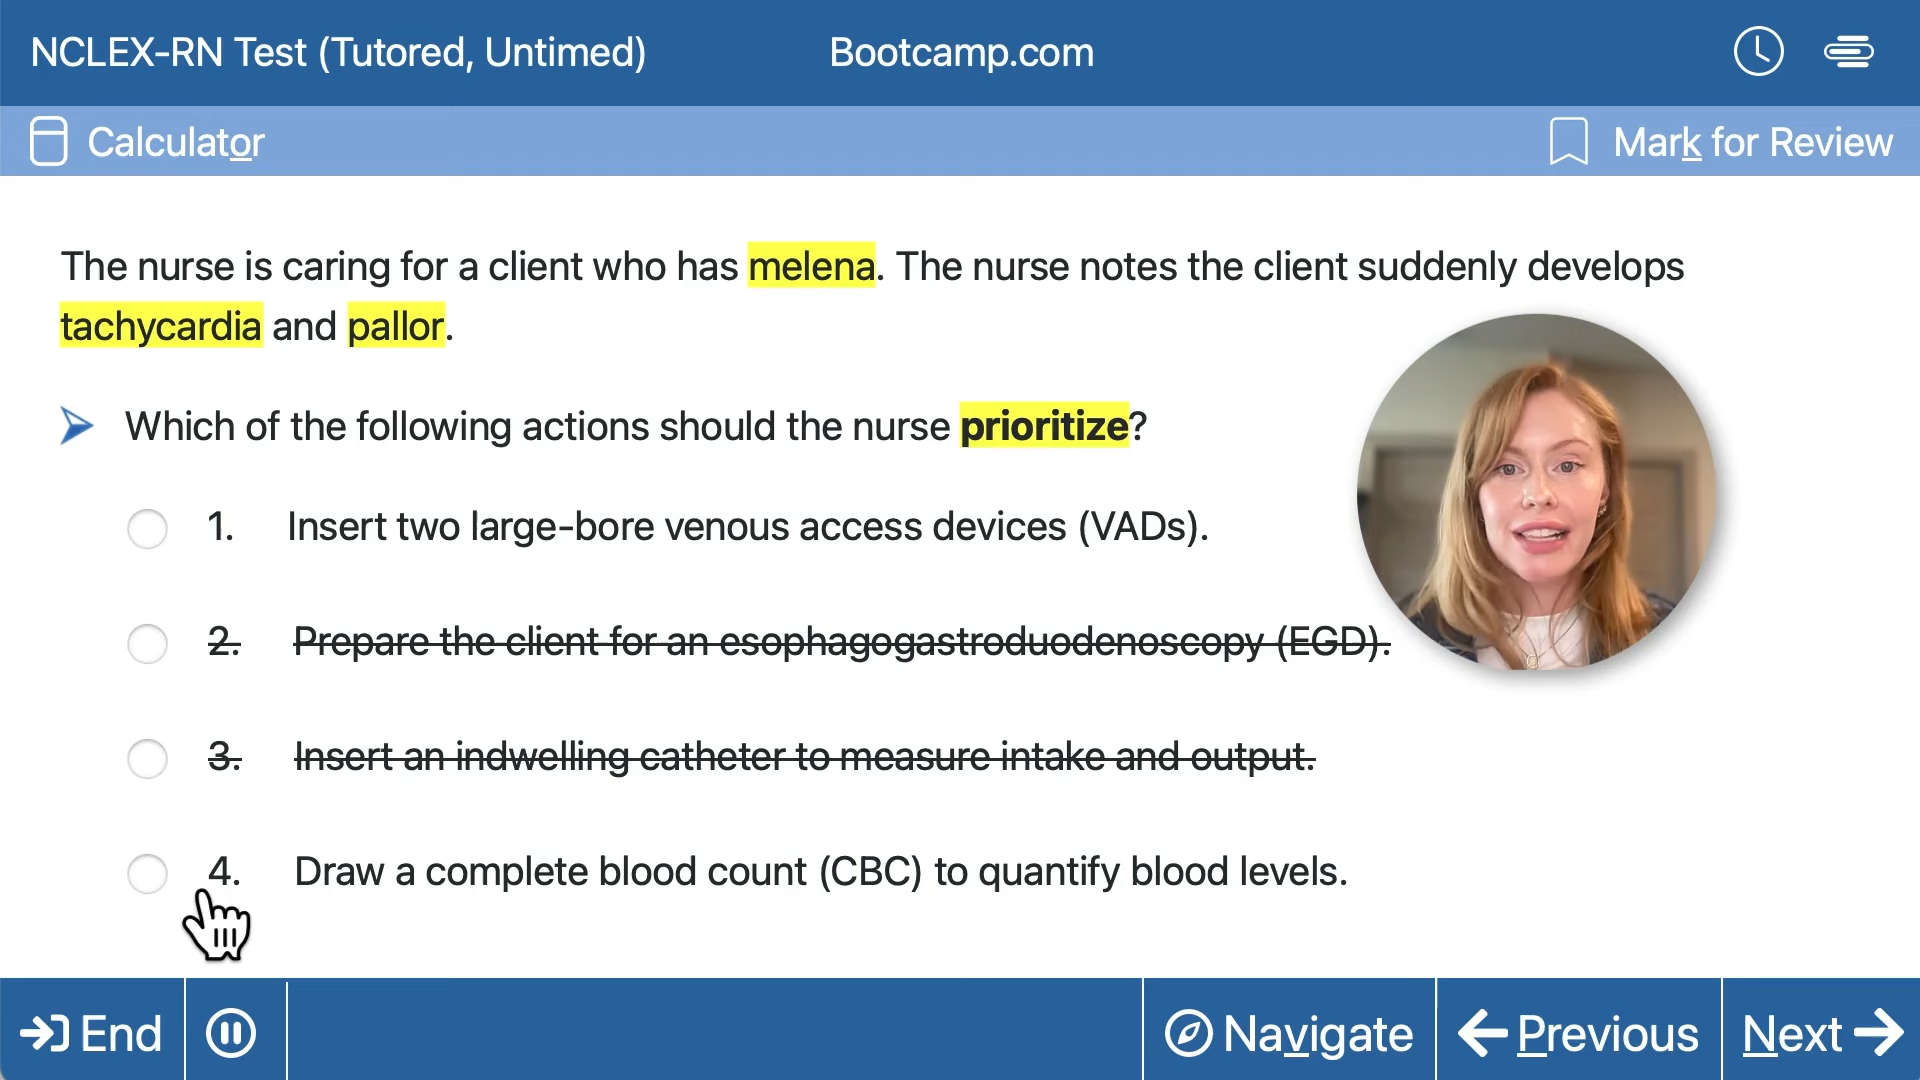 NCLEX-RN Test (Tutored, Untimed)
Bootcamp.com
Calculator
Mark for Review
The nurse is caring for a client who has melena. The nurse notes the client suddenly develops
tachycardia and pallor.
Which of the following actions should the nurse prioritize?
1. Insert two large-bore venous access devices (VADs).
2. Prepare the client for an esophagogastroduodenoscopy (EGD).
3. Insert an indwelling catheter to measure intake and output.
4. Draw a complete blood count (CBC) to quantify blood levels.
End
Navigate
Previous
Next